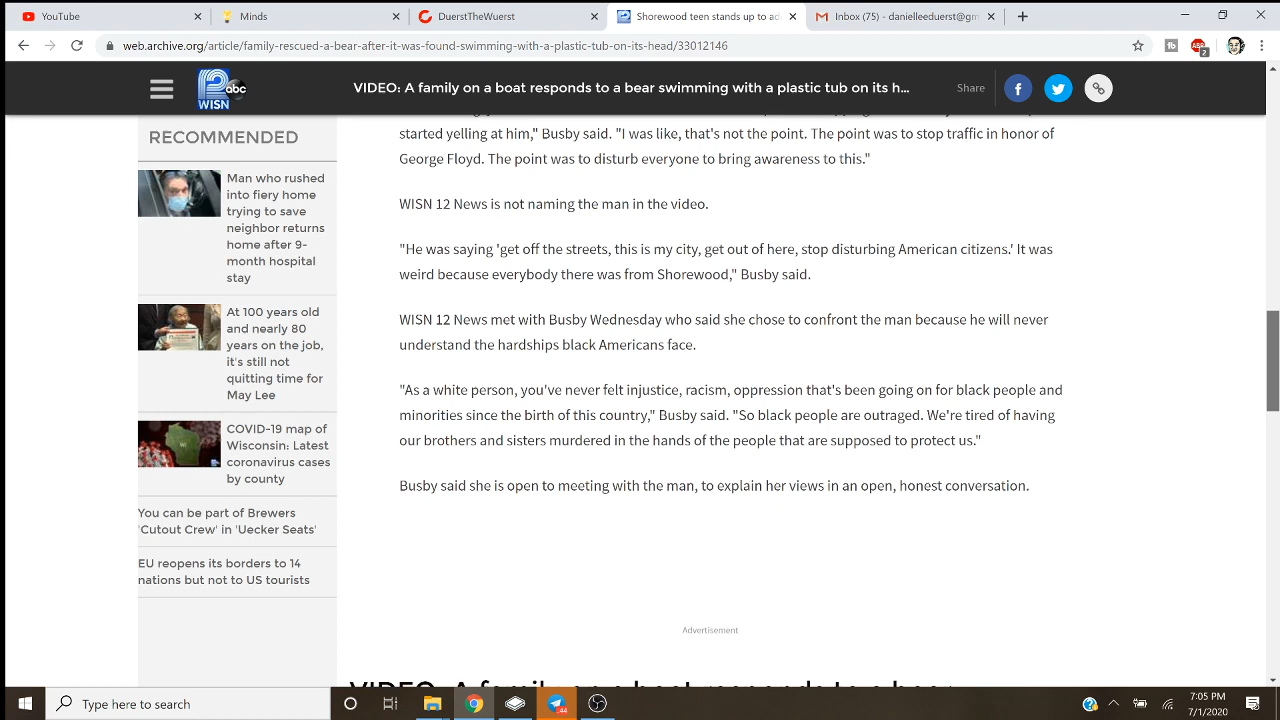 YouTube
Minds
DuerstTheWuerst
Shorewood teen stands up to ad
Inbox (75) - danielleeduerst@gm
web.archive.org/article/family-rescued-a-bear-after-it-was-found-swimming-with-a-plastic-tub-on-its-head/33012146
ABP
2
12
WISN
abc
VIDEO: A family on a boat responds to a bear swimming with a plastic tub on its h...
Share
RECOMMENDED
Man who rushed
into fiery home
trying to save
neighbor returns
home after 9-
month hospital
stay
At 100 years old
and nearly 80
years on the job,
it's still not
quitting time for
May Lee
COVID-19 map of
Wisconsin: Latest
coronavirus cases
by county
You can be part of Brewers
'Cutout Crew' in 'Uecker Seats'
EU reopens its borders to 14
nations but not to US tourists
started yelling at him," Busby said. "I was like, that's not the point. The point was to stop traffic in honor of
George Floyd. The point was to disturb everyone to bring awareness to this."
WISN 12 News is not naming the man in the video.
"He was saying 'get off the streets, this is my city, get out of here, stop disturbing American citizens.' It was
weird because everybody there was from Shorewood," Busby said.
WISN 12 News met with Busby Wednesday who said she chose to confront the man because he will never
understand the hardships black Americans face.
"As a white person, you've never felt injustice, racism, oppression that's been going on for black people and
minorities since the birth of this country," Busby said. "So black people are outraged. We're tired of having
our brothers and sisters murdered in the hands of the people that are supposed to protect us."
Busby said she is open to meeting with the man, to explain her views in an open, honest conversation.
Advertisement
VIDEO: A family on a boat responds to a bear
Type here to search
44
7:05 PM
7/1/2020